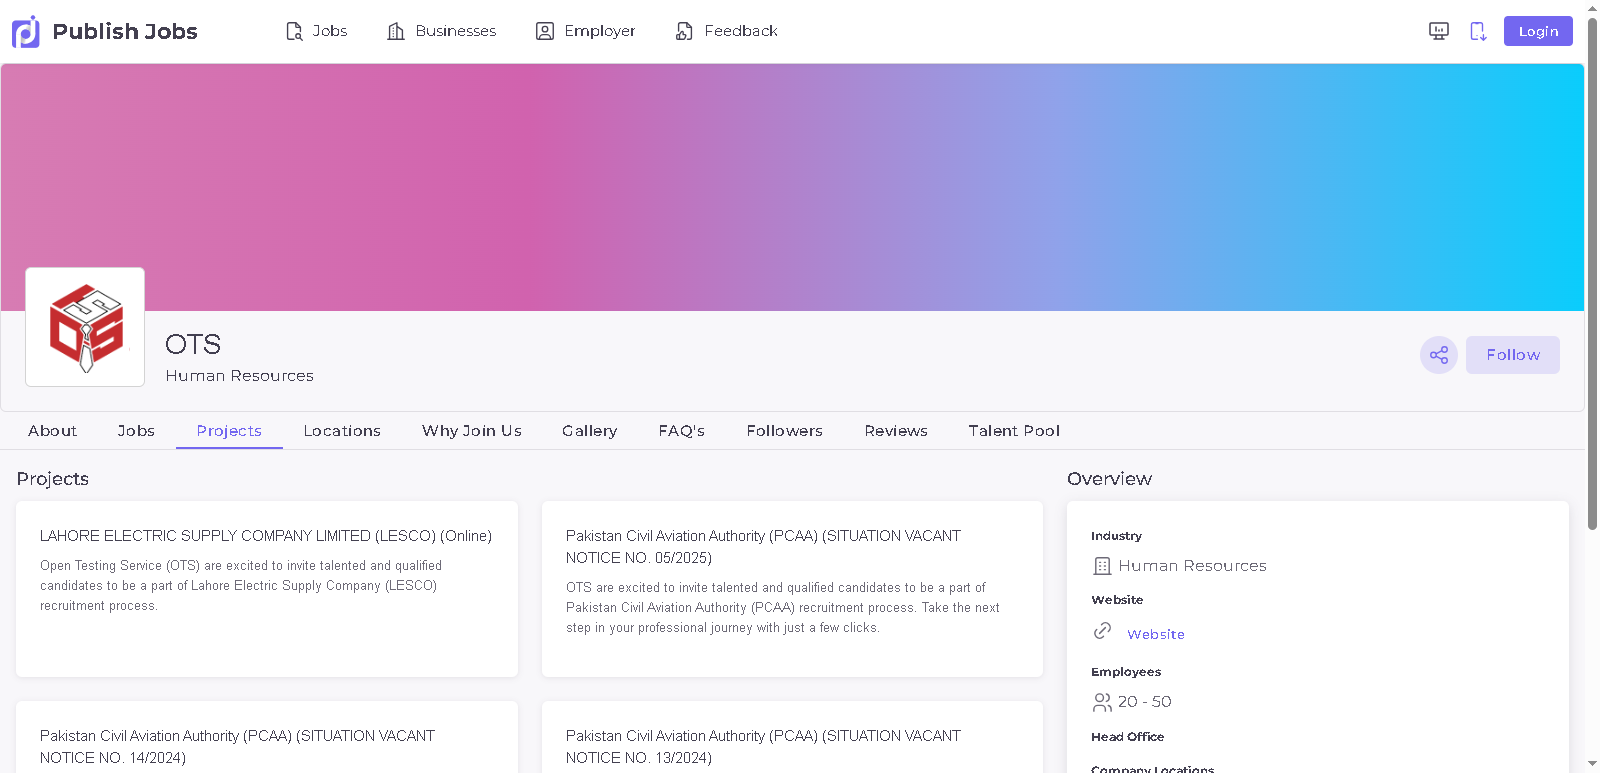 Publish Jobs
Jobs
Businesses
Employer
Feedback
Login
OTS
OTS
Human Resources
Follow
About
Jobs
Projects
Locations
Why Join Us
Gallery
FAQ's
Followers
Reviews
Talent Pool
Projects
LAHORE ELECTRIC SUPPLY COMPANY LIMITED (LESCO) (Online)
Open Testing Service (OTS) are excited to invite talented and qualified
candidates to be a part of Lahore Electric Supply Company (LESCO)
recruitment process.
Pakistan Civil Aviation Authority (PCAA) (SITUATION VACANT
NOTICE NO. 05/2025)
OTS are excited to invite talented and qualified candidates to be a part of
Pakistan Civil Aviation Authority (PCAA) recruitment process. Take the next
step in your professional journey with just a few clicks.
Pakistan Civil Aviation Authority (PCAA) (SITUATION VACANT
NOTICE NO. 14/2024)
Pakistan Civil Aviation Authority (PCAA) (SITUATION VACANT
NOTICE NO. 13/2024)
Overview
Industry
Human Resources
Website
Website
Employees
20 - 50
Head Office
Company Locations